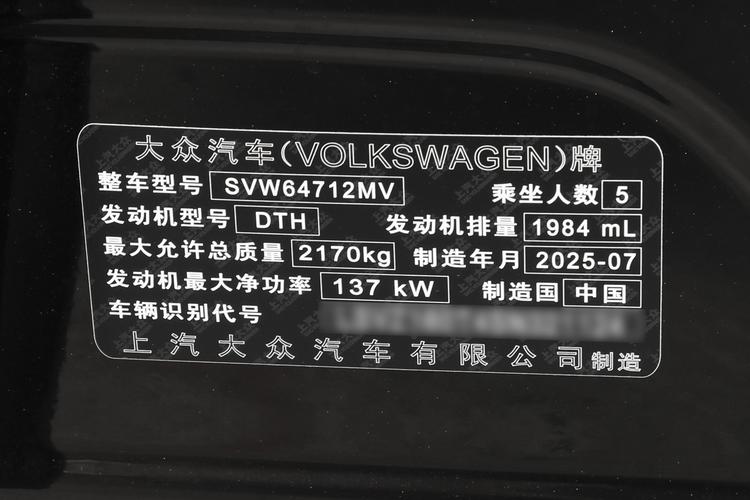 大众汽车(VOLKSWAGEN)牌
整车型号 SVW64712MV 乘坐人数 5
发动机型号 DTH 发动机排量 1984 mL
最大允许总质量 2170kg 制造年月 2025-07
发动机最大净功率 137 kW 制造国 中国
车辆识别代号
上汽大众汽车有限公司制造